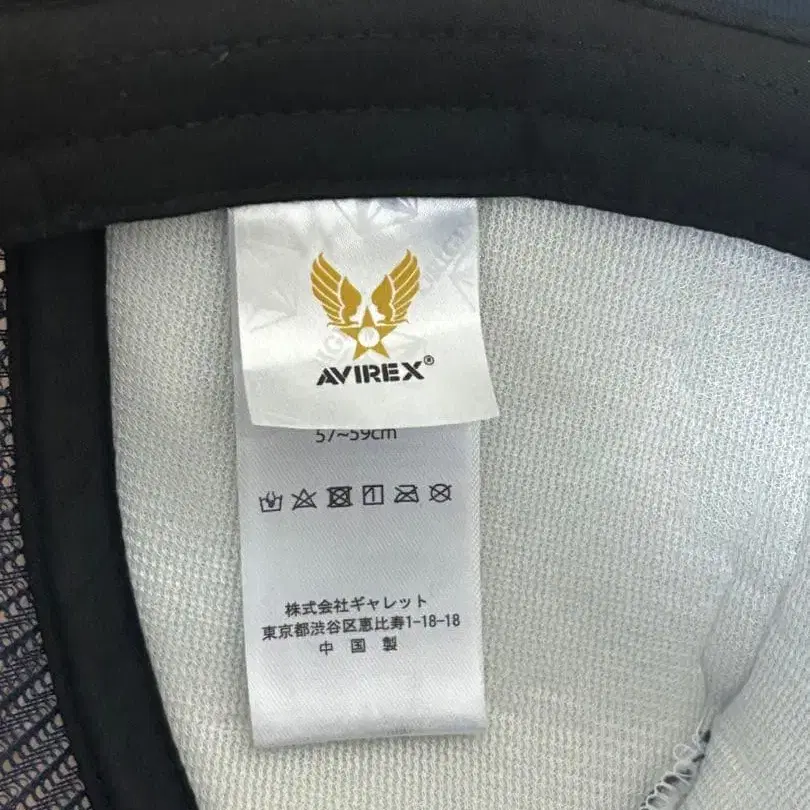 AVIREX®
57~59cm
株式会社ギャレット
東京都渋谷区恵比寿1-18-18
中国製